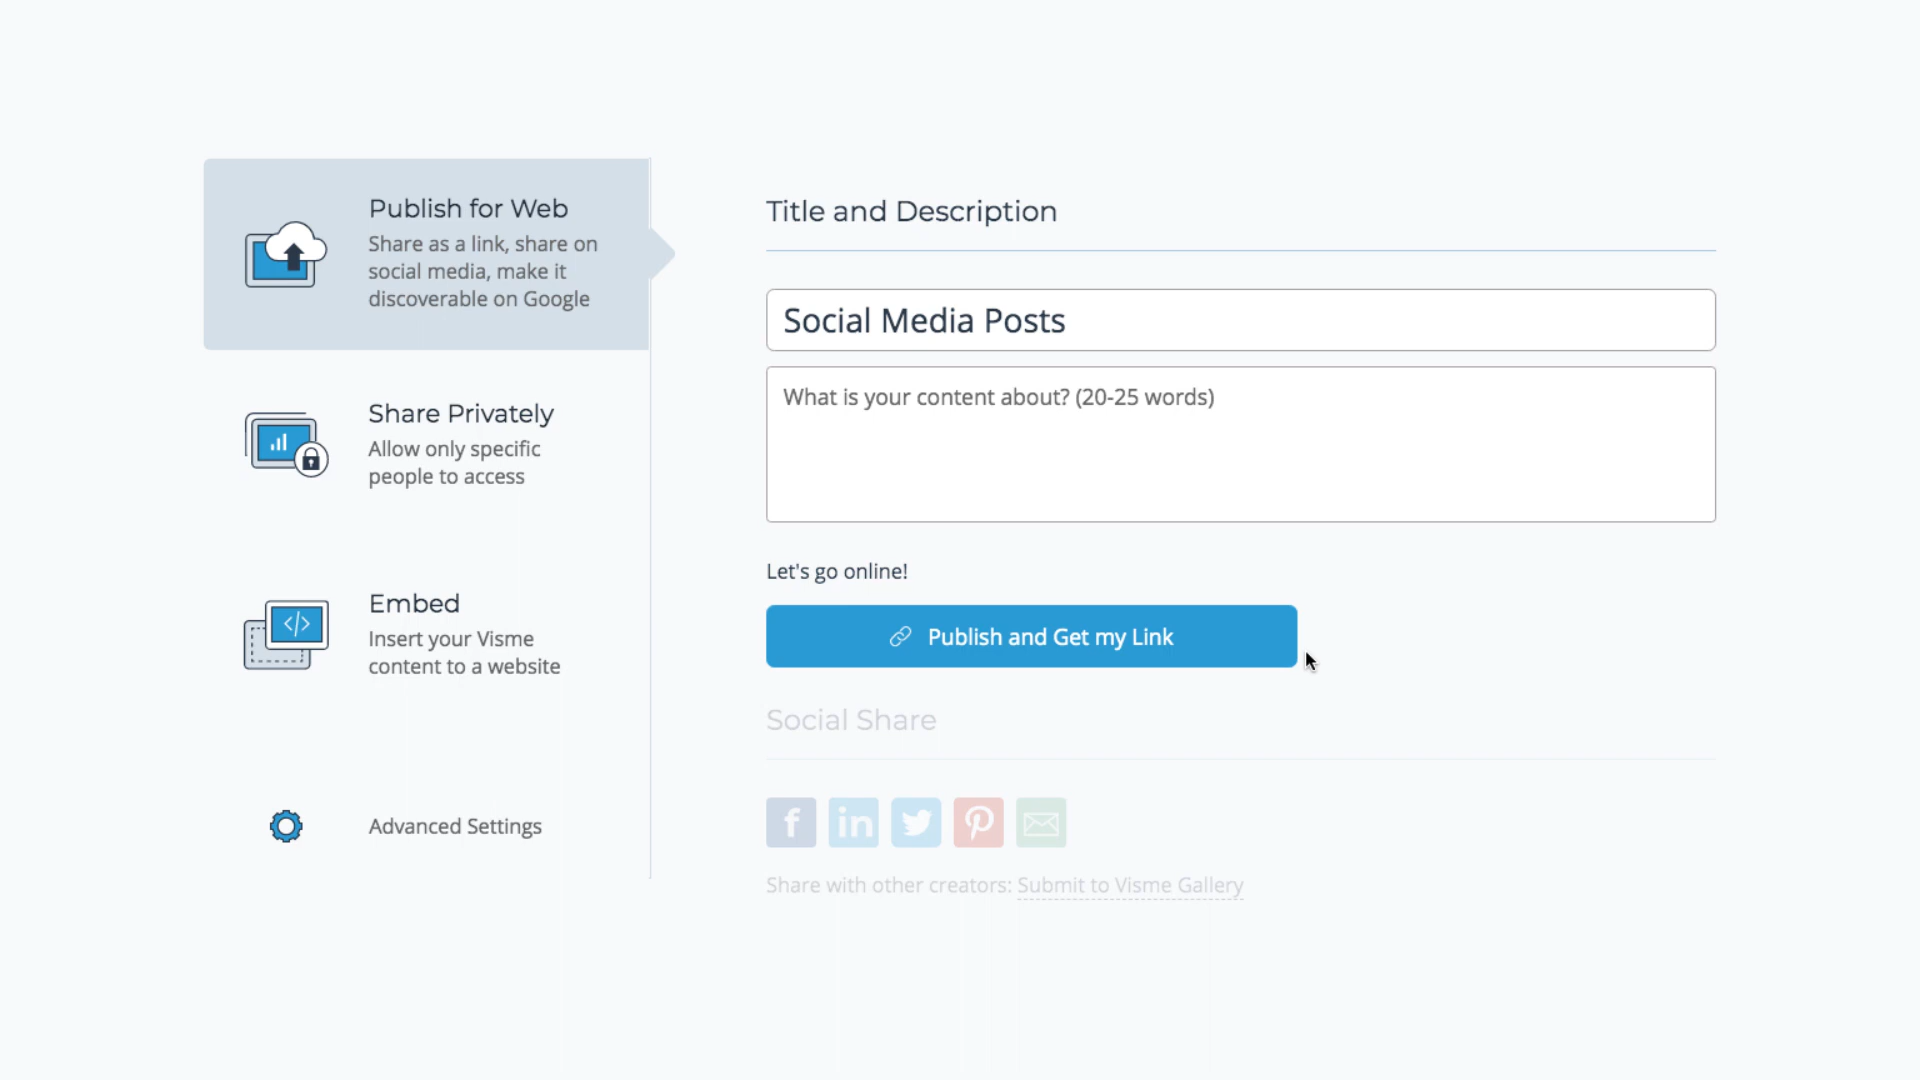 Publish for Web
Share as a link, share on
social media, make it
discoverable on Google
Share Privately
Allow only specific
people to access
</>
Embed
Insert your Visme
content to a website
Advanced Settings
Title and Description
Social Media Posts
What is your content about? (20-25 words)
Let's go online!
Publish and Get my Link
Social Share
f
in
Share with other creators: Submit to Visme Gallery